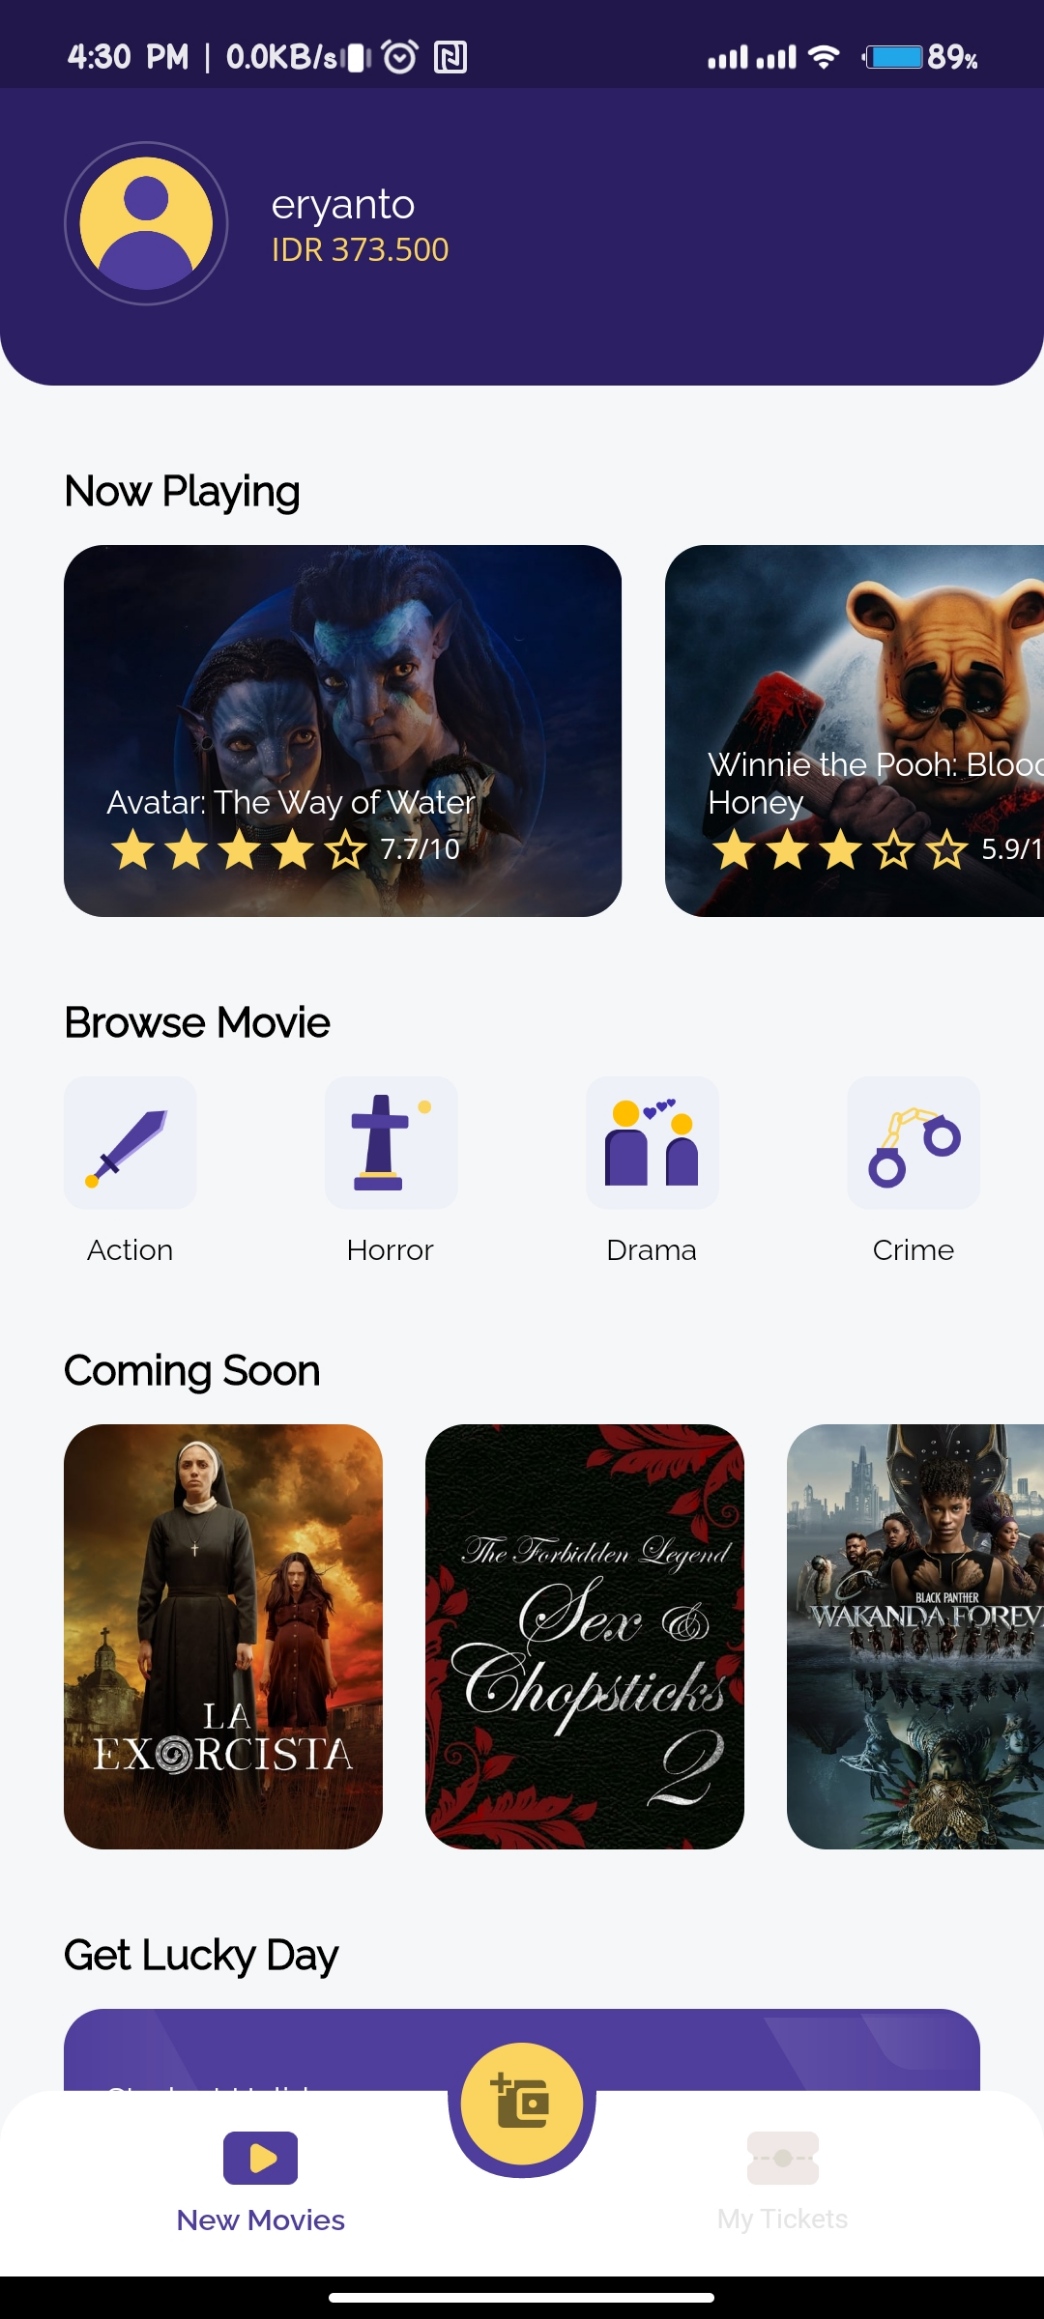 4:30 PM | 0.0KB/s
89%
eryanto
IDR 373.500
Now Playing
Avatar: The Way of Water
7.7/10
Winnie the Pooh: Blood
Honey
5.9/1
Browse Movie
Action
Horror
Drama
Crime
Coming Soon
LA
EXORCISTA
The Forbidden Legend
Sex &
Chopsticks
2
BLACK PANTHER
WAKANDA FOREV
Get Lucky Day
New Movies
My Tickets